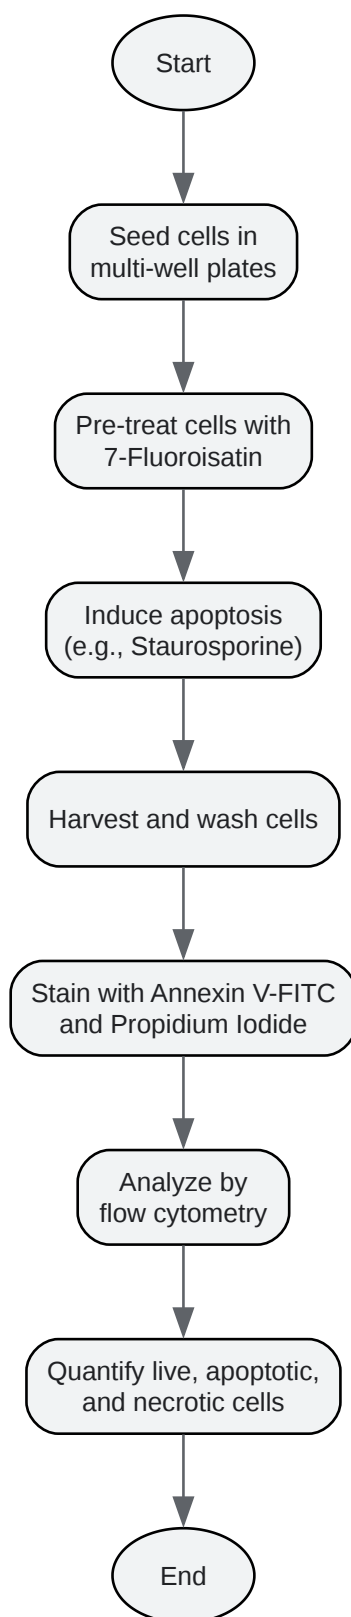 Start
Seed cells in
multi-well plates
Pre-treat cells with
7-Fluoroisatin
Induce apoptosis
(e.g., Staurosporine)
Harvest and wash cells
Stain with Annexin V-FITC
and Propidium Iodide
Analyze by
flow cytometry
Quantify live, apoptotic,
and necrotic cells
End